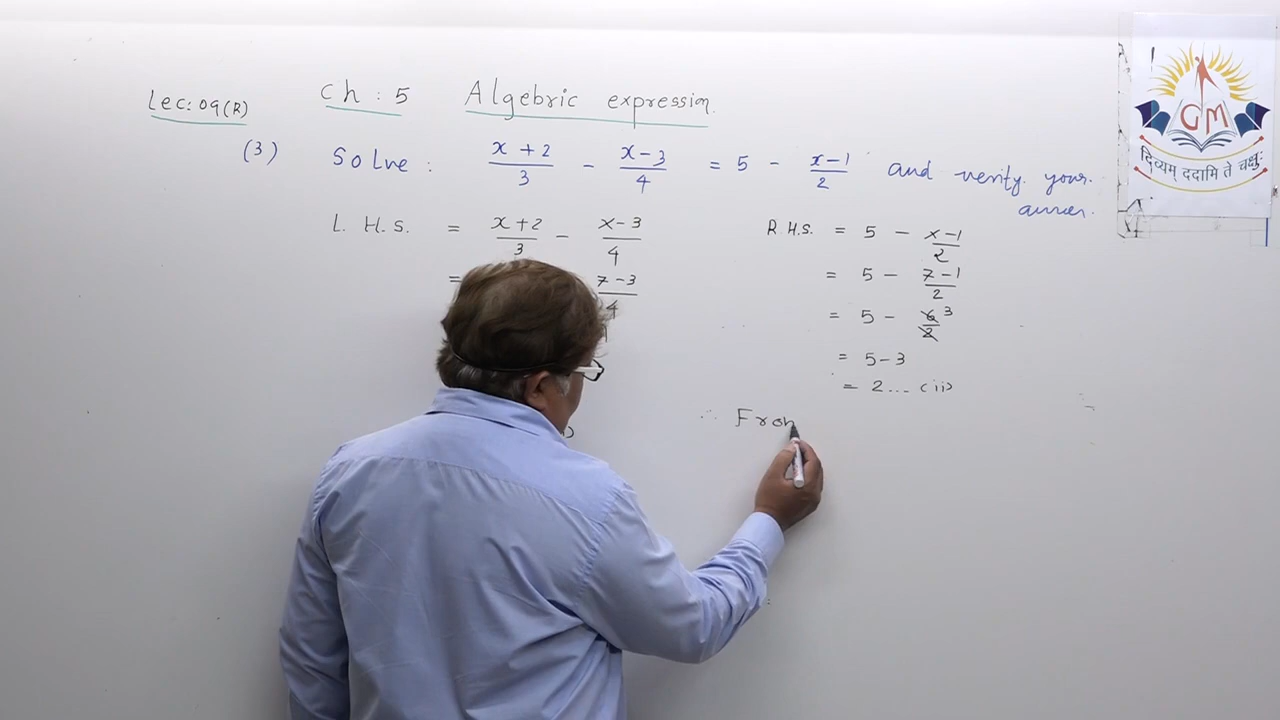 Lec: 09(R) Ch : 5 Algebric expression.
(3) Solve : x+2/3 - x-3/4 = 5 - x-1/2 and verify your
L. H. S. = x+2/3 - x-3/4
= 7-3/4
R.H.S. = 5 - x-1/2
= 5 - 7-1/2
= 5 - 6/2 3
= 5-3
= 2... (ii)
∴ From
GM
दिव्यम् ददामि ते चक्षुः